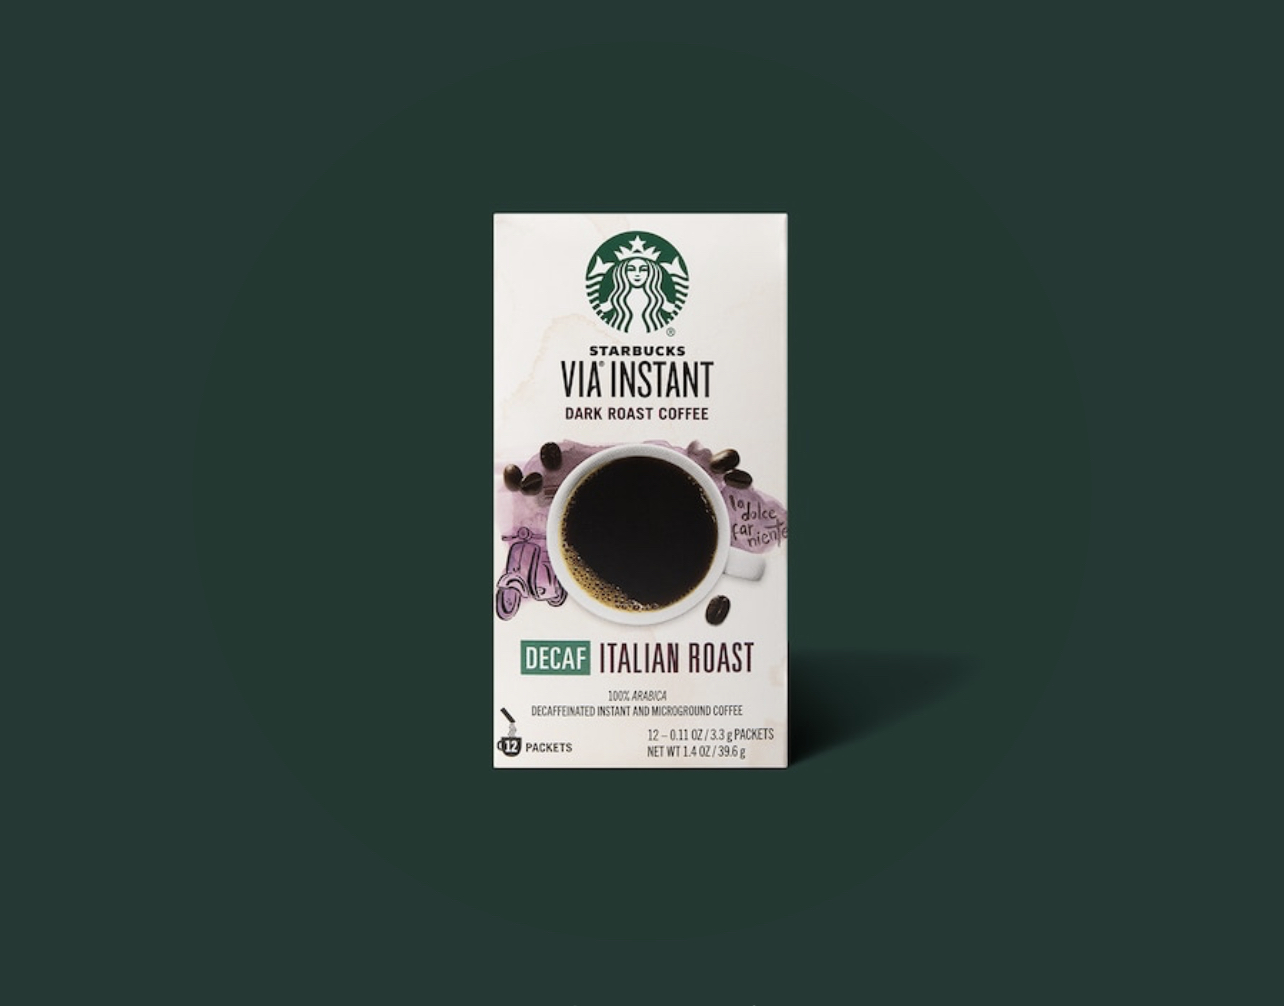 ®
STARBUCKS
VIA® INSTANT
DARK ROAST COFFEE
la
dolce
far
niente
DECAF ITALIAN ROAST
100% ARABICA
DECAFFEINATED INSTANT AND MICROGROUND COFFEE
12 PACKETS
12 – 0.11 OZ / 3.3 g PACKETS
NET WT 1.4 OZ / 39.6 g